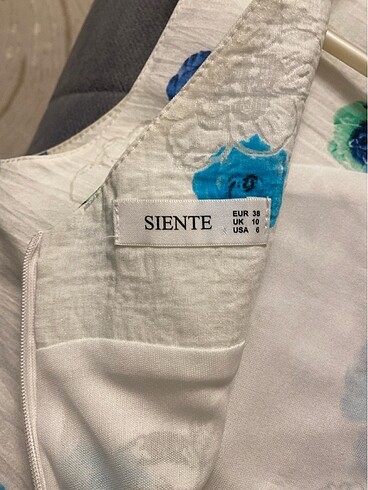 SIENTE
EUR 38
UK 10
USA 6